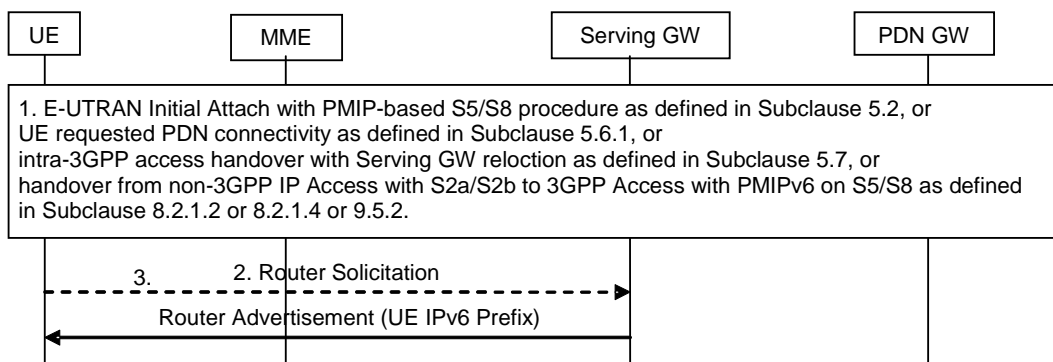 UE
MME
Serving GW
PDN GW
1. E-UTRAN Initial Attach with PMIP-based S5/S8 procedure as defined in Subclause 5.2, or
UE requested PDN connectivity as defined in Subclause 5.6.1, or
intra-3GPP access handover with Serving GW reloction as defined in Subclause 5.7, or
handover from non-3GPP IP Access with S2a/S2b to 3GPP Access with PMIPv6 on S5/S8 as defined
in Subclause 8.2.1.2 or 8.2.1.4 or 9.5.2.
3.
2. Router Solicitation
Router Advertisement (UE IPv6 Prefix)